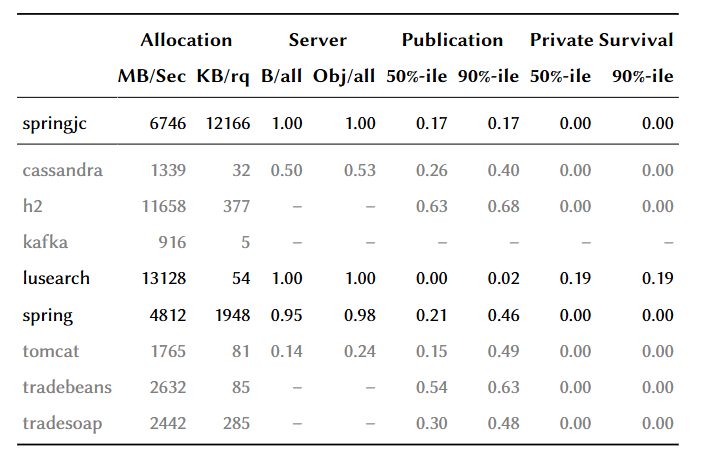 Allocation Server Publication Private Survival
MB/Sec KB/rq B/all Obj/all 50%-ile 90%-ile 50%-ile 90%-ile
springjc 6746 12166 1.00 1.00 0.17 0.17 0.00 0.00
cassandra 1339 32 0.50 0.53 0.26 0.40 0.00 0.00
h2 11658 377 – – 0.63 0.68 0.00 0.00
kafka 916 5 – – – – – –
lusearch 13128 54 1.00 1.00 0.00 0.02 0.19 0.19
spring 4812 1948 0.95 0.98 0.21 0.46 0.00 0.00
tomcat 1765 81 0.14 0.24 0.15 0.49 0.00 0.00
tradebeans 2632 85 – – 0.54 0.63 0.00 0.00
tradesoap 2442 285 – – 0.30 0.48 0.00 0.00